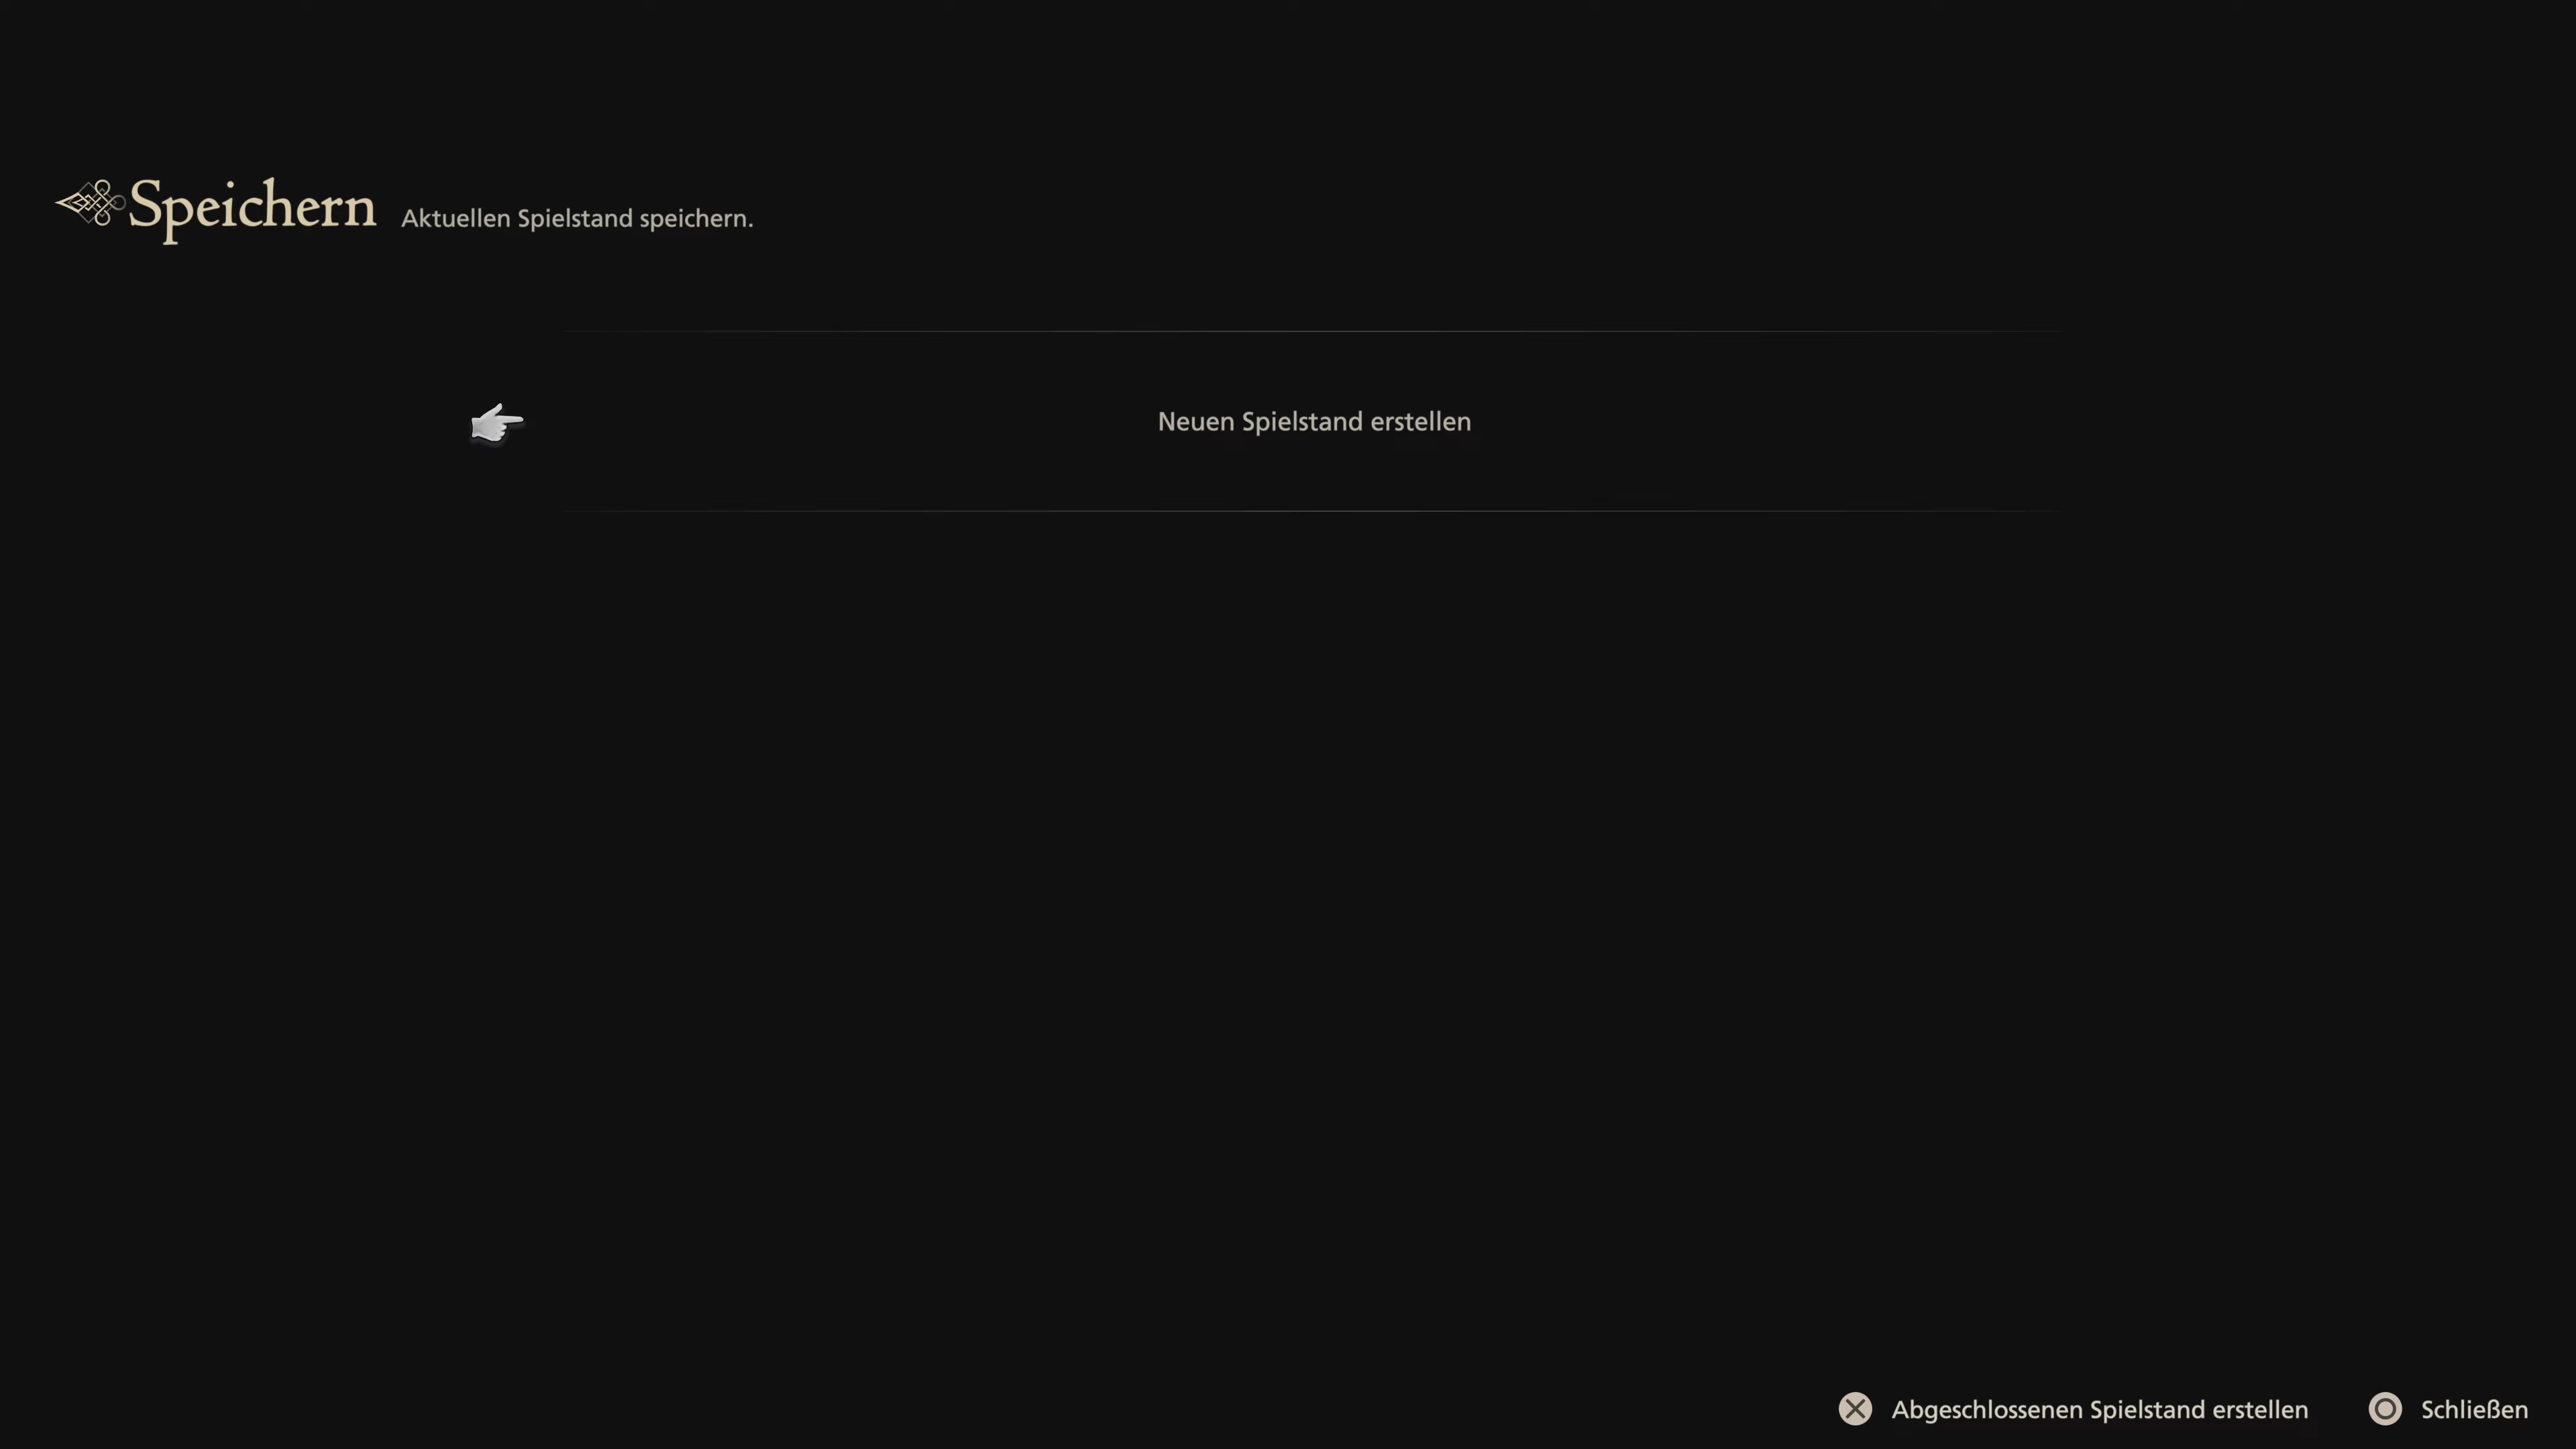 Speichern
Aktuellen Spielstand speichern.
Neuen Spielstand erstellen
Abgeschlossenen Spielstand erstellen
Schließen